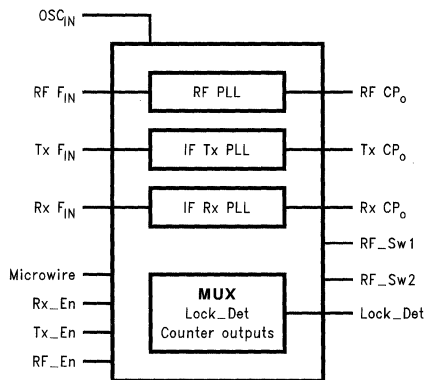 OSC_IN
RF F_IN
RF PLL
RF CP_o
Tx F_IN
IF Tx PLL
Tx CP_o
Rx F_IN
IF Rx PLL
Rx CP_o
RF_Sw1
Microwire
MUX
RF_Sw2
Rx_En
Lock_Det
Lock_Det
Tx_En
Counter outputs
RF_En